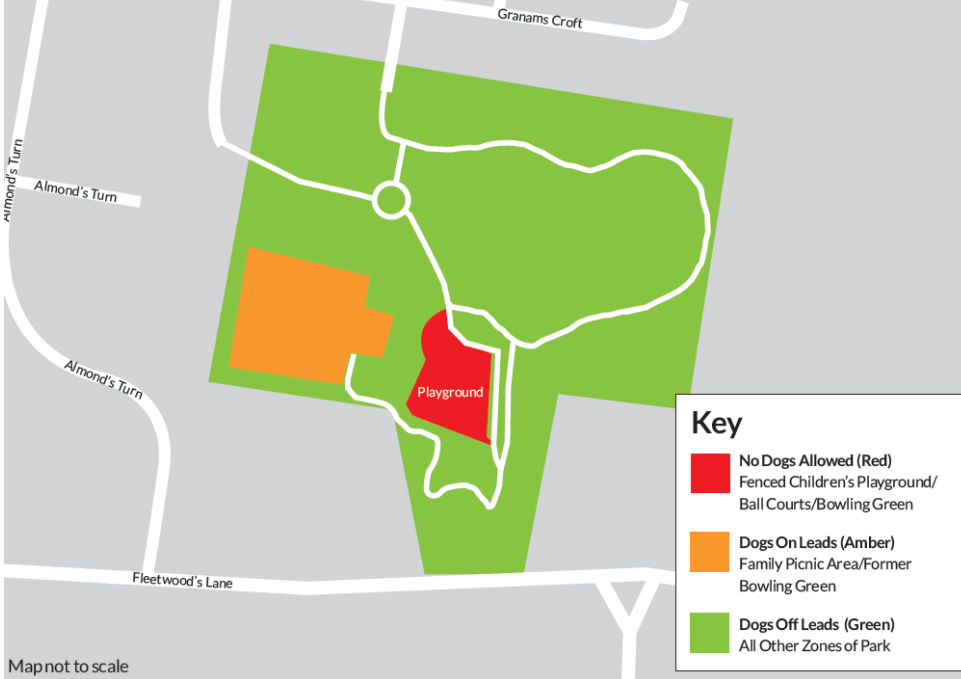 Granams Croft
Almond's Turn
Almond's Turn
Almond's Turn
Playground
Fleetwood's Lane
Map not to scale
Key
No Dogs Allowed (Red)
Fenced Children's Playground/
Ball Courts/Bowling Green
Dogs On Leads (Amber)
Family Picnic Area/Former
Bowling Green
Dogs Off Leads (Green)
All Other Zones of Park